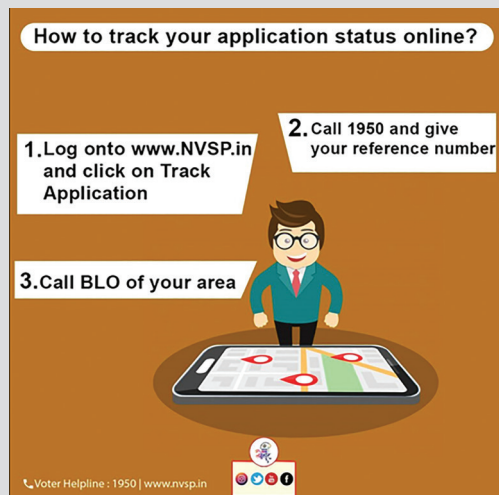 How to track your application status online?
1.Log onto www.NVSP.in
and click on Track
Application
2.Call 1950 and give
your reference number
3.Call BLO of your area
Voter Helpline : 1950 | www.nvsp.in